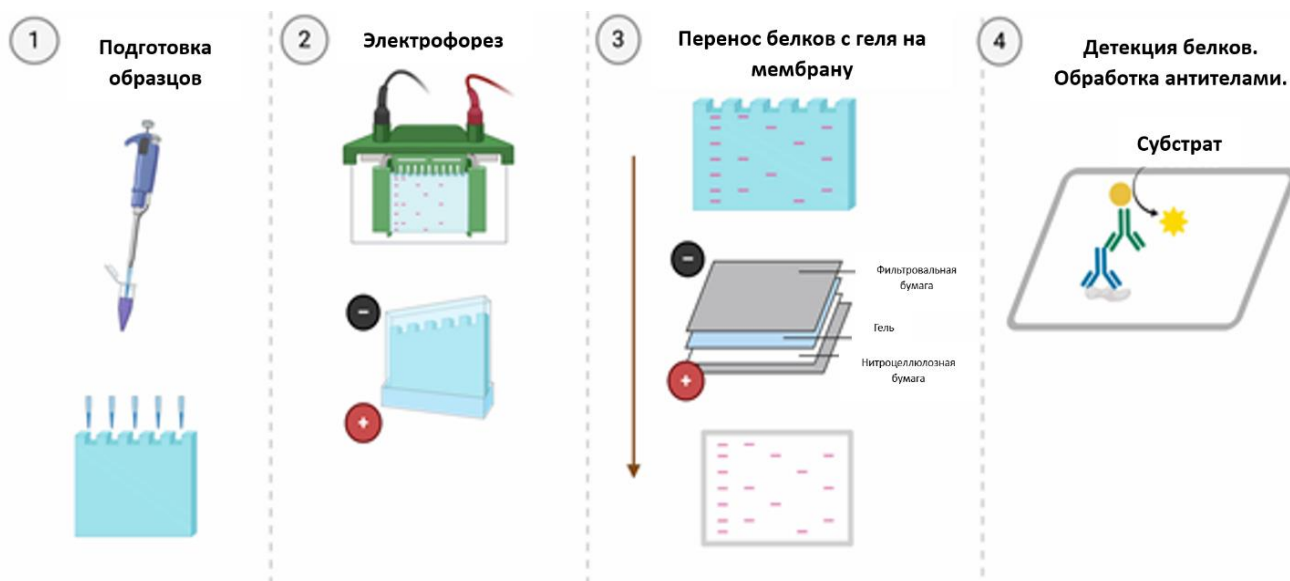 1
Подготовка
образцов
2
Электрофорез
-
+
3
Перенос белков с геля на
мембрану
-
Фильтровальная
бумага
Гель
Нитроцеллюлозная
бумага
+
4
Детекция белков.
Обработка антителами.
Субстрат